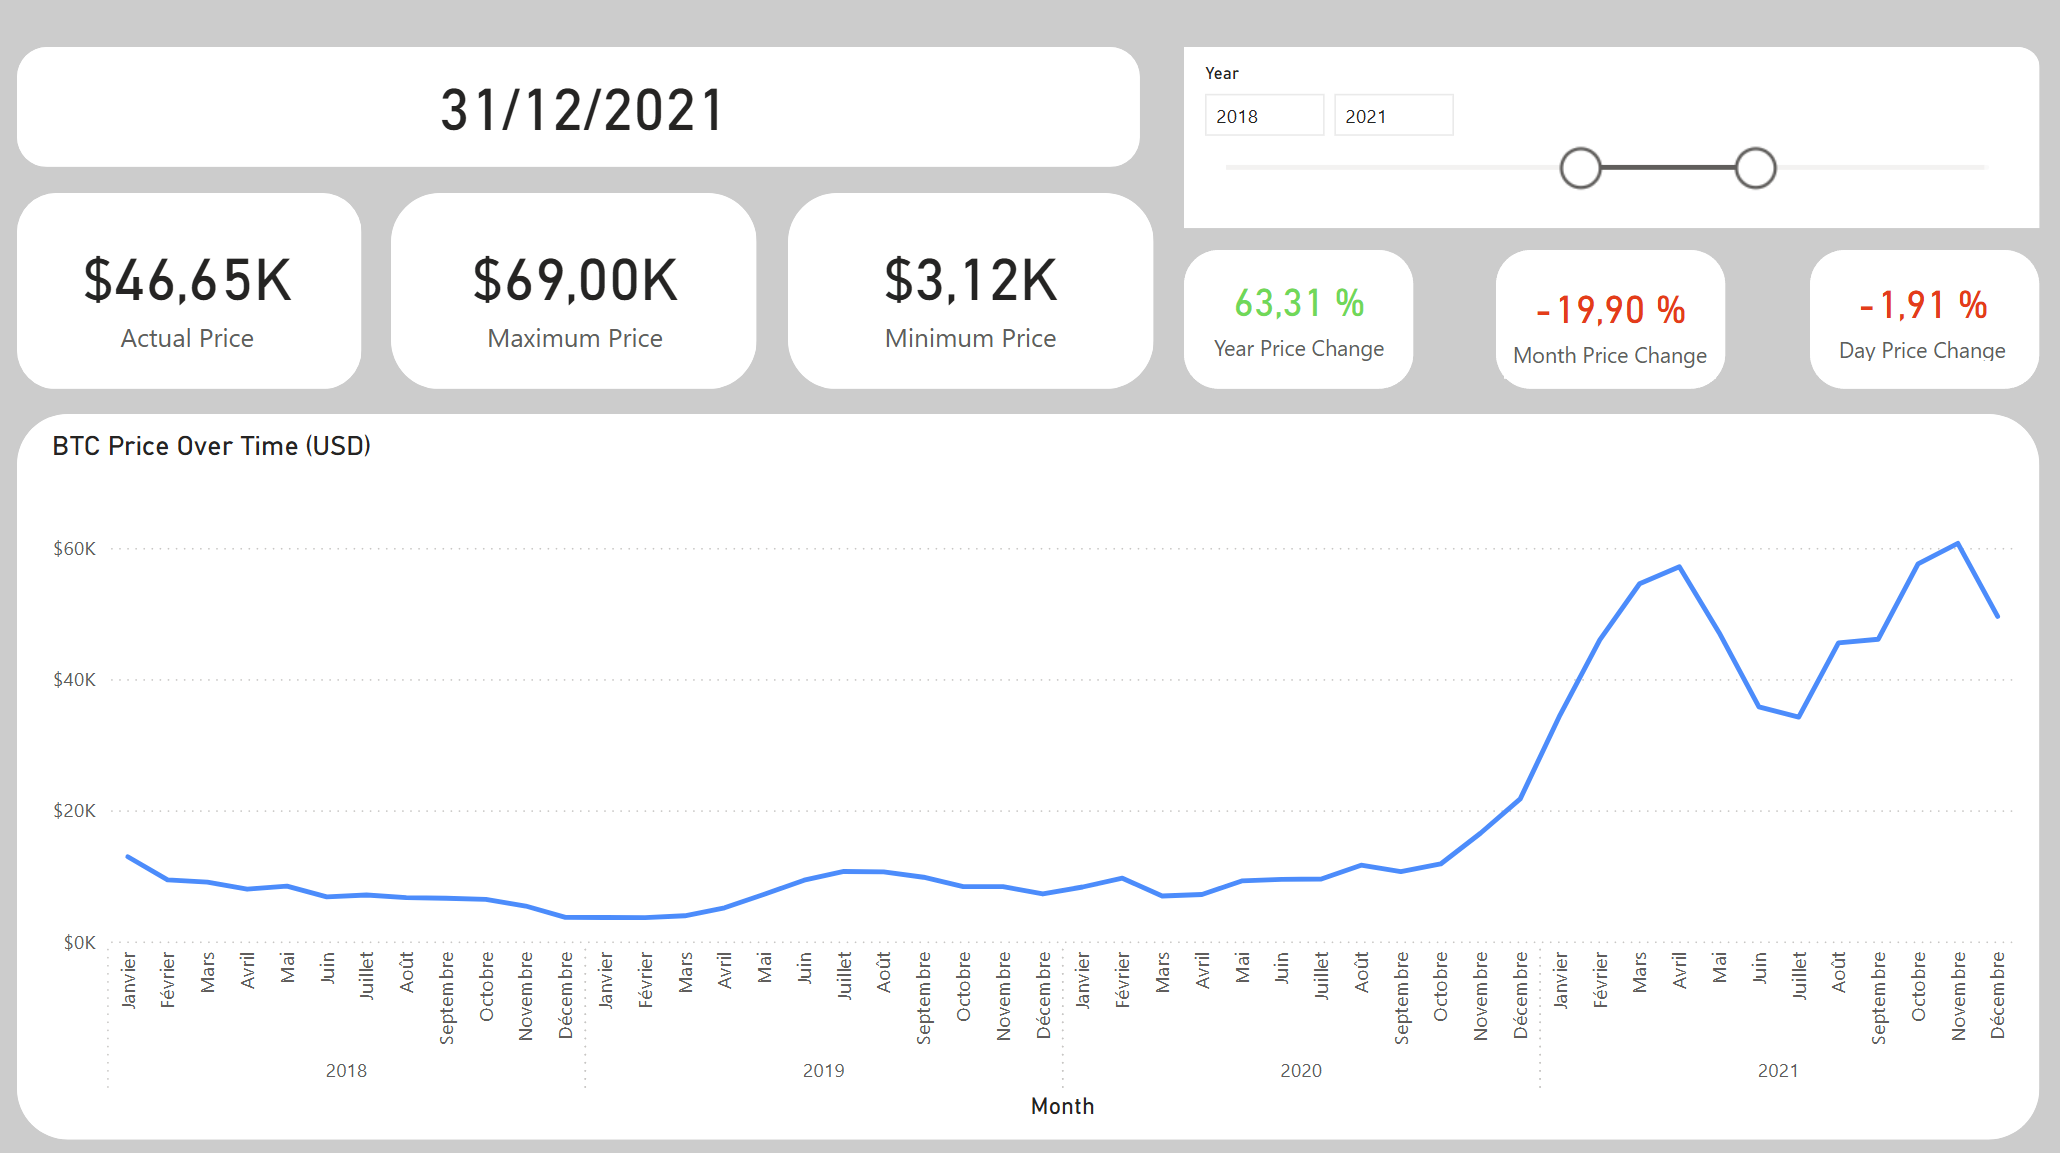 31/12/2021
Year
2018 2021
$46,65K
Actual Price
$69,00K
Maximum Price
$3,12K
Minimum Price
63,31 %
Year Price Change
-19,90 %
Month Price Change
-1,91 %
Day Price Change
BTC Price Over Time (USD)
$60K
$40K
$20K
$0K
Janvier Février Mars Avril Mai Juin Juillet Août Septembre Octobre Novembre Décembre Janvier Février Mars Avril Mai Juin Juillet Août Septembre Octobre Novembre Décembre Janvier Février Mars Avril Mai Juin Juillet Août Septembre Octobre Novembre Décembre Janvier Février Mars Avril Mai Juin Juillet Août Septembre Octobre Novembre Décembre
2018 2019 2020 2021
Month